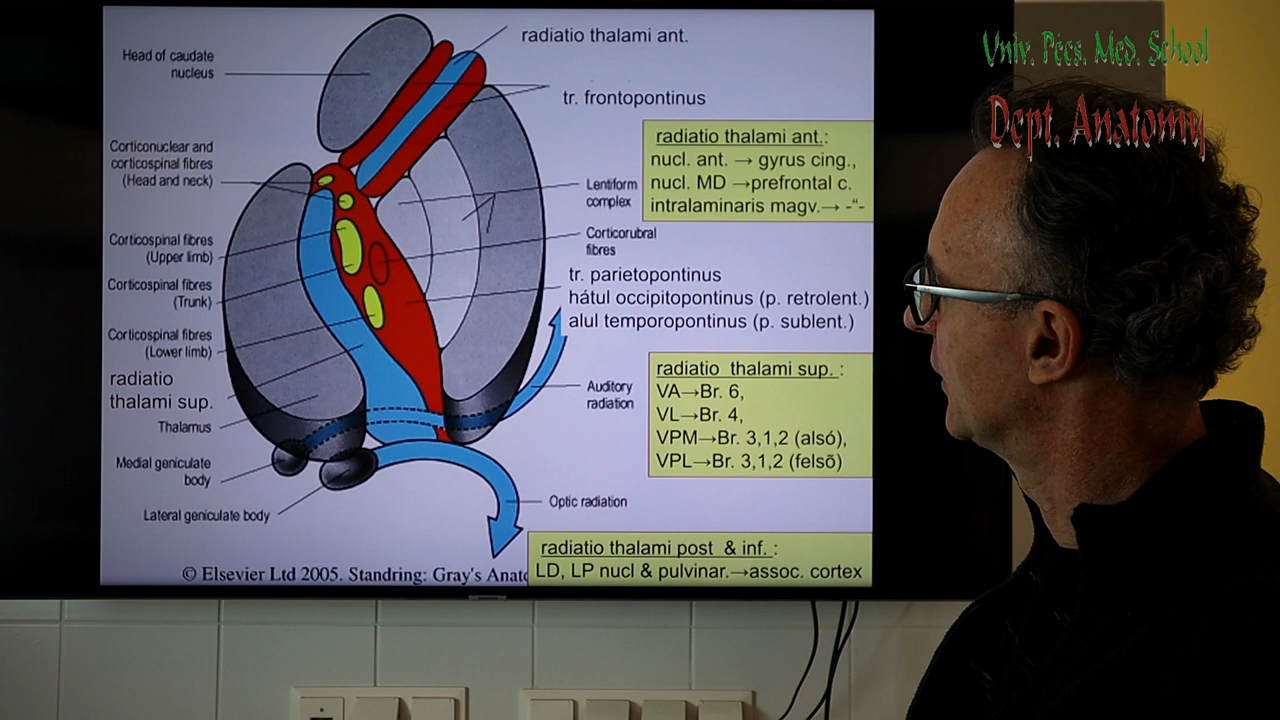 Univ. Pécs. Med. School
Dept. Anatomy
radiatio thalami ant.
Head of caudate
nucleus
tr. frontopontinus
radiatio thalami ant.:
nucl. ant. → gyrus cing.,
nucl. MD →prefrontal c.
intralaminaris magv.→ -“-
Corticonuclear and
corticospinal fibres
(Head and neck)
Lentiform
complex
Corticorubral
fibres
Corticospinal fibres
(Upper limb)
tr. parietopontinus
hátul occipitopontinus (p. retrolent.)
alul temporopontinus (p. sublent.)
Corticospinal fibres
(Trunk)
Corticospinal fibres
(Lower limb)
radiatio thalami sup. :
VA→Br. 6,
VL→Br. 4,
VPM→Br. 3,1,2 (alsó),
VPL→Br. 3,1,2 (felsõ)
radiatio
thalami sup.
Auditory
radiation
Thalamus
Medial geniculate
body
Lateral geniculate body
Optic radiation
radiatio thalami post & inf. :
LD, LP nucl & pulvinar.→assoc. cortex
© Elsevier Ltd 2005. Standring: Gray's